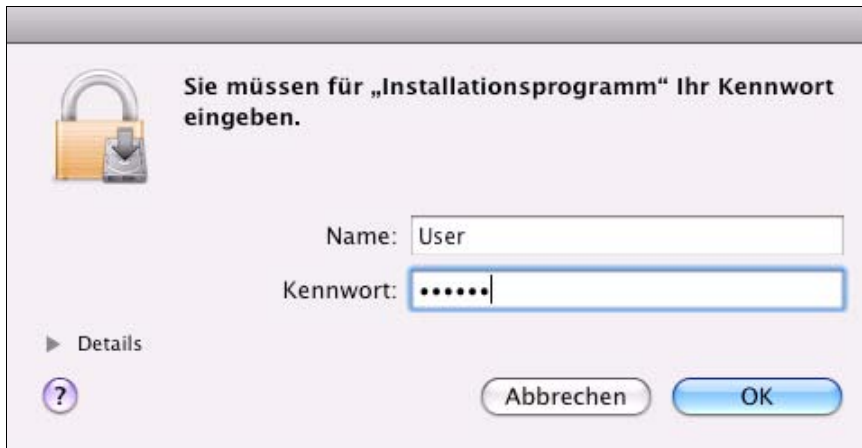 Sie müssen für „Installationsprogramm“ Ihr Kennwort
eingeben.
Name: User
Kennwort: ••••••
Details
?
Abbrechen OK